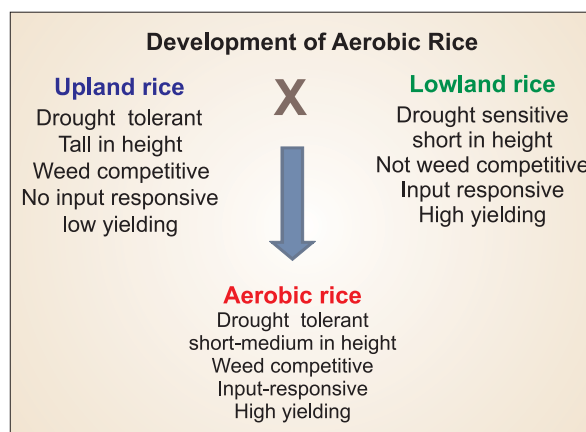 Development of Aerobic Rice
Upland rice
Drought tolerant
Tall in height
Weed competitive
No input responsive
low yielding
X
Lowland rice
Drought sensitive
short in height
Not weed competitive
Input responsive
High yielding
Aerobic rice
Drought tolerant
short-medium in height
Weed competitive
Input-responsive
High yielding